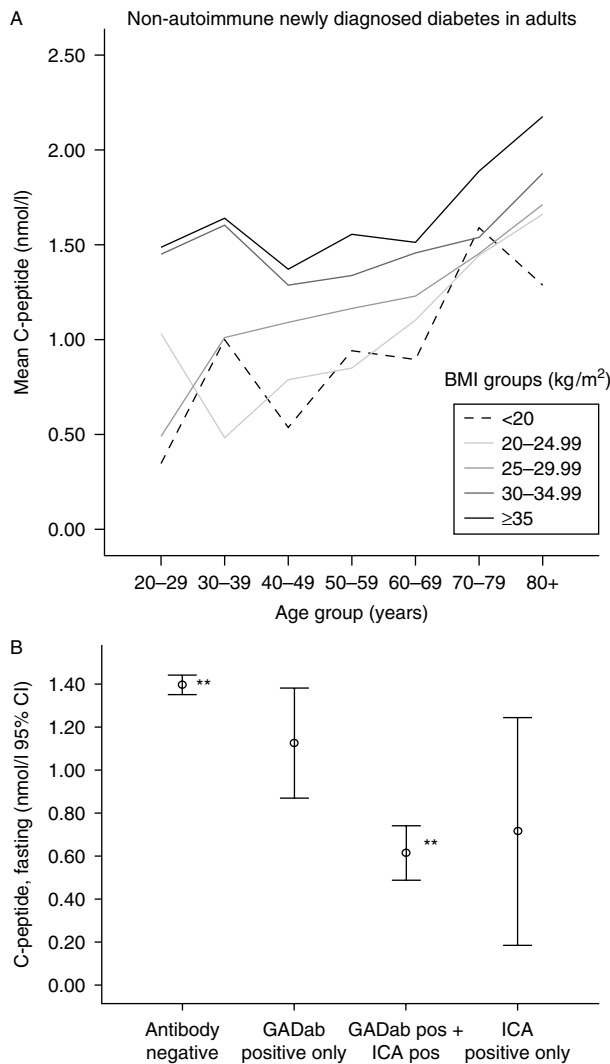 A
Non-autoimmune newly diagnosed diabetes in adults
Mean C-peptide (nmol/l)
2.50
2.00
1.50
1.00
0.50
0.00
BMI groups (kg/m²)
<20
20–24.99
25–29.99
30–34.99
≥35
20–29 30–39 40–49 50–59 60–69 70–79 80+
Age group (years)
B
C-peptide, fasting (nmol/l 95% CI)
1.40
1.20
1.00
0.80
0.60
0.40
0.20
0.00
**
**
Antibody negative
GADab positive only
GADab pos + ICA pos
ICA positive only